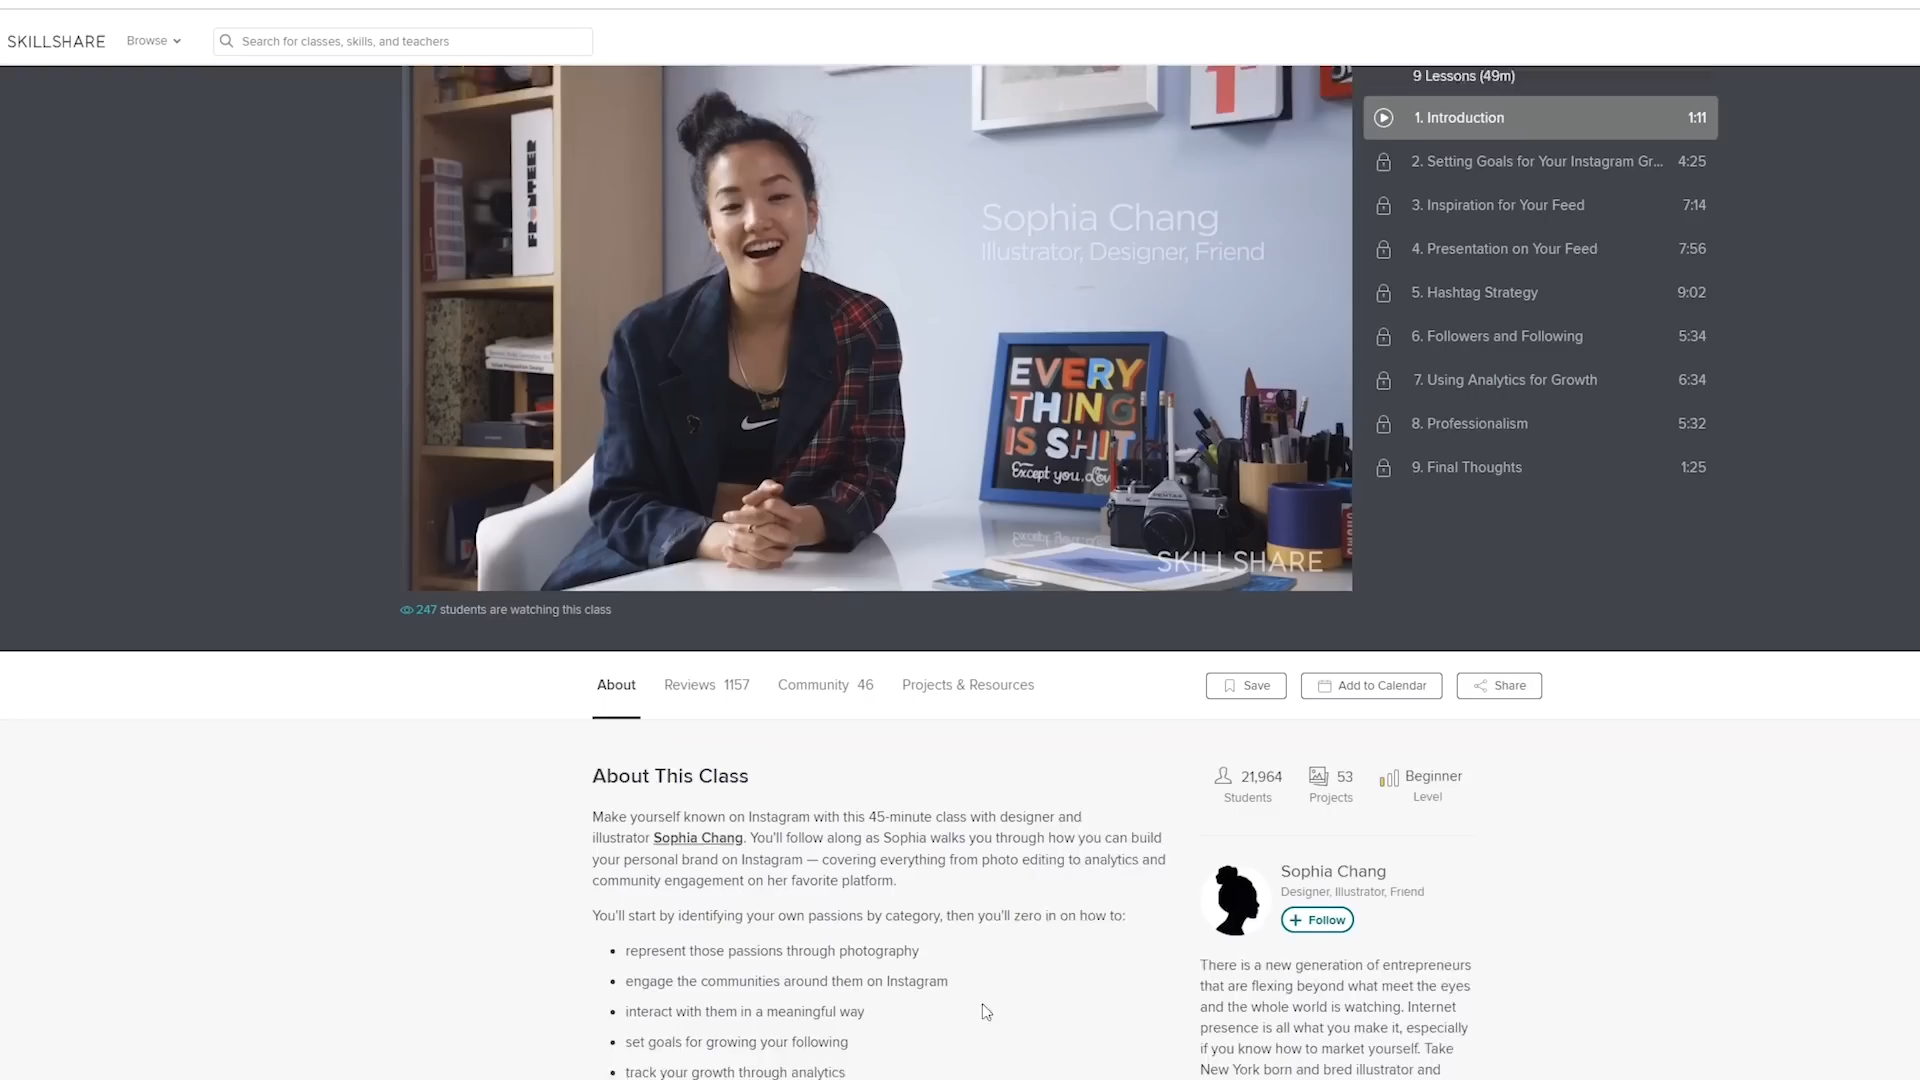 SKILLSHARE
Browse
Search for classes, skills, and teachers
FRONTEER
Sophia Chang
Illustrator, Designer, Friend
EVERY
THING
IS SHIT
Except you.
PENTAX
SKILLSHARE
9 Lessons (49m)
1. Introduction 1:11
2. Setting Goals for Your Instagram Gr... 4:25
3. Inspiration for Your Feed 7:14
4. Presentation on Your Feed 7:56
5. Hashtag Strategy 9:02
6. Followers and Following 5:34
7. Using Analytics for Growth 6:34
8. Professionalism 5:32
9. Final Thoughts 1:25
247 students are watching this class
About
Reviews 1157
Community 46
Projects & Resources
Save
Add to Calendar
Share
About This Class
Make yourself known on Instagram with this 45-minute class with designer and
illustrator Sophia Chang. You'll follow along as Sophia walks you through how you can build
your personal brand on Instagram — covering everything from photo editing to analytics and
community engagement on her favorite platform.
You'll start by identifying your own passions by category, then you'll zero in on how to:
• represent those passions through photography
• engage the communities around them on Instagram
• interact with them in a meaningful way
• set goals for growing your following
• track your growth through analytics
21,964
Students
53
Projects
Beginner
Level
Sophia Chang
Designer, Illustrator, Friend
+ Follow
There is a new generation of entrepreneurs
that are flexing beyond what meet the eyes
and the whole world is watching. Internet
presence is all what you make it, especially
if you know how to market yourself. Take
New York born and bred illustrator and